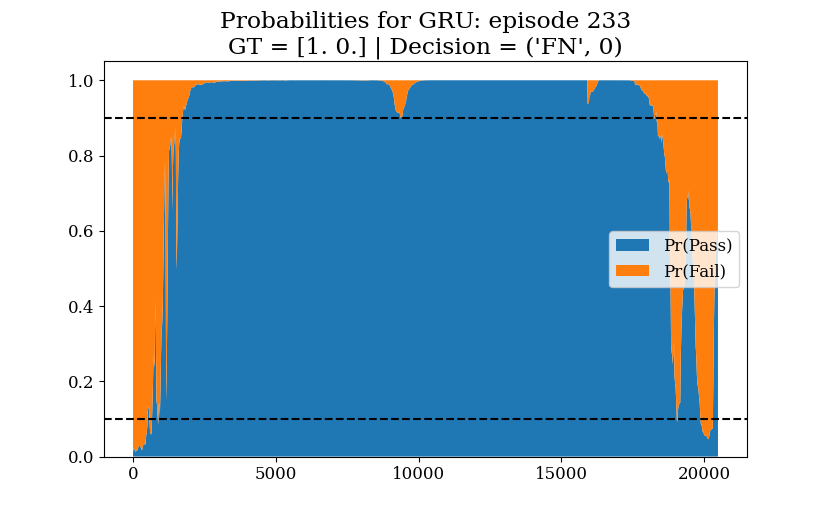 Probabilities for GRU: episode 233
GT = [1. 0.] | Decision = ('FN', 0)
1.0
0.8
0.6
0.4
0.2
0.0
Pr(Pass)
Pr(Fail)
0
5000
10000
15000
20000